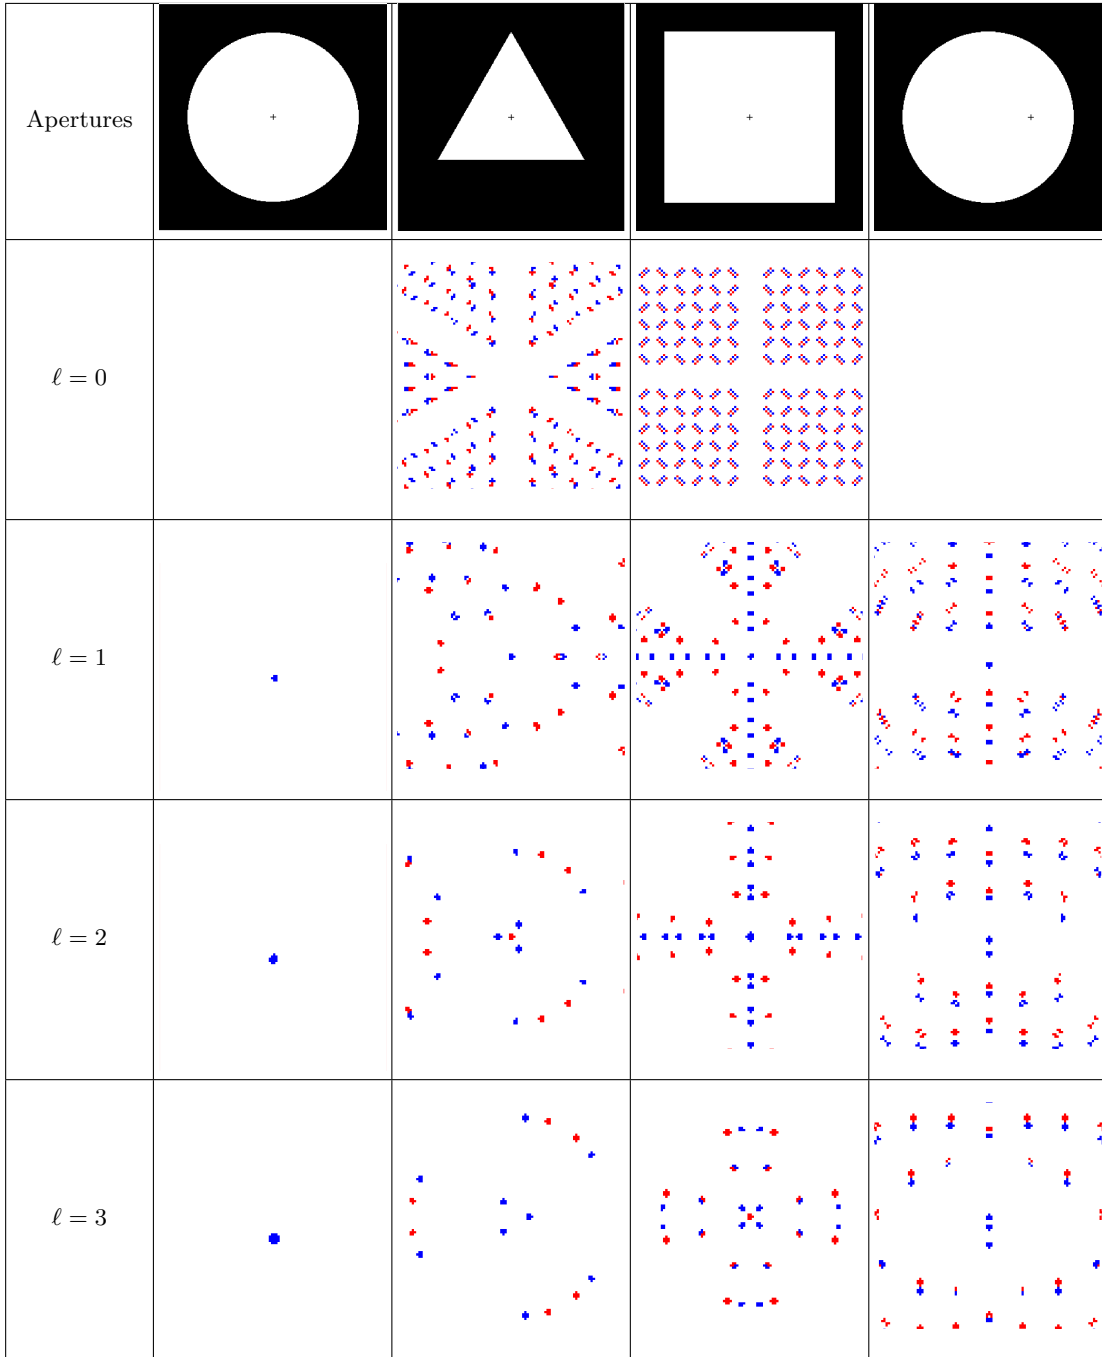 Apertures
ℓ = 0
ℓ = 1
ℓ = 2
ℓ = 3